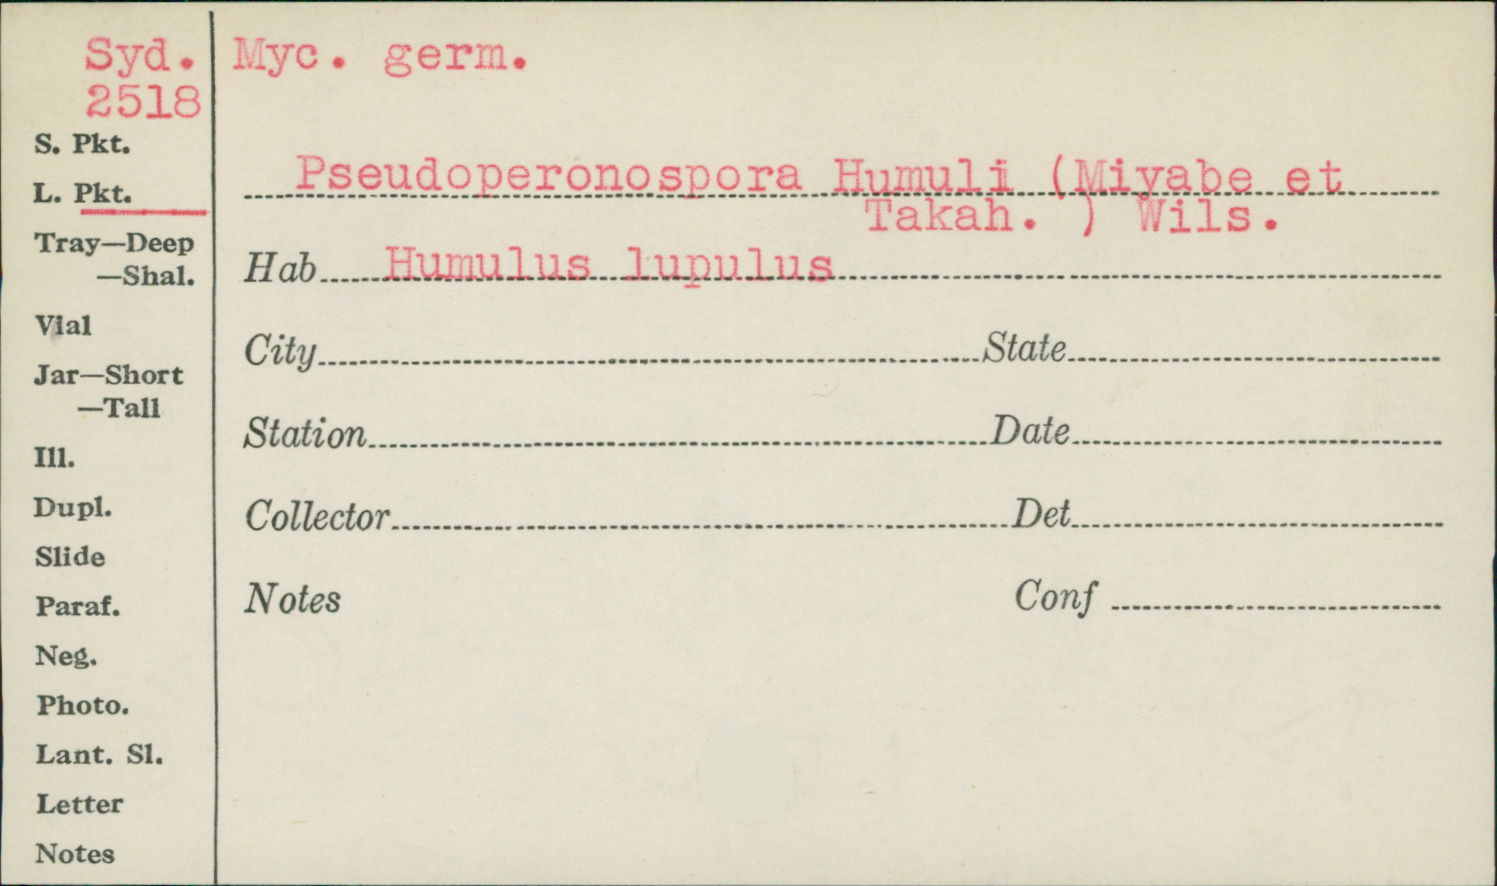 Syd. Myc. germ.
2518
S. Pkt.
L. Pkt.
Pseudoperonospora Humuli (Miyabe et
Takah. ) Wils.
Tray—Deep
—Shal.
Hab Humulus lupulus
Vial
City State
Jar—Short
—Tall
Station Date
Ill.
Dupl.
Collector Det
Slide
Paraf.
Notes Conf
Neg.
Photo.
Lant. Sl.
Letter
Notes